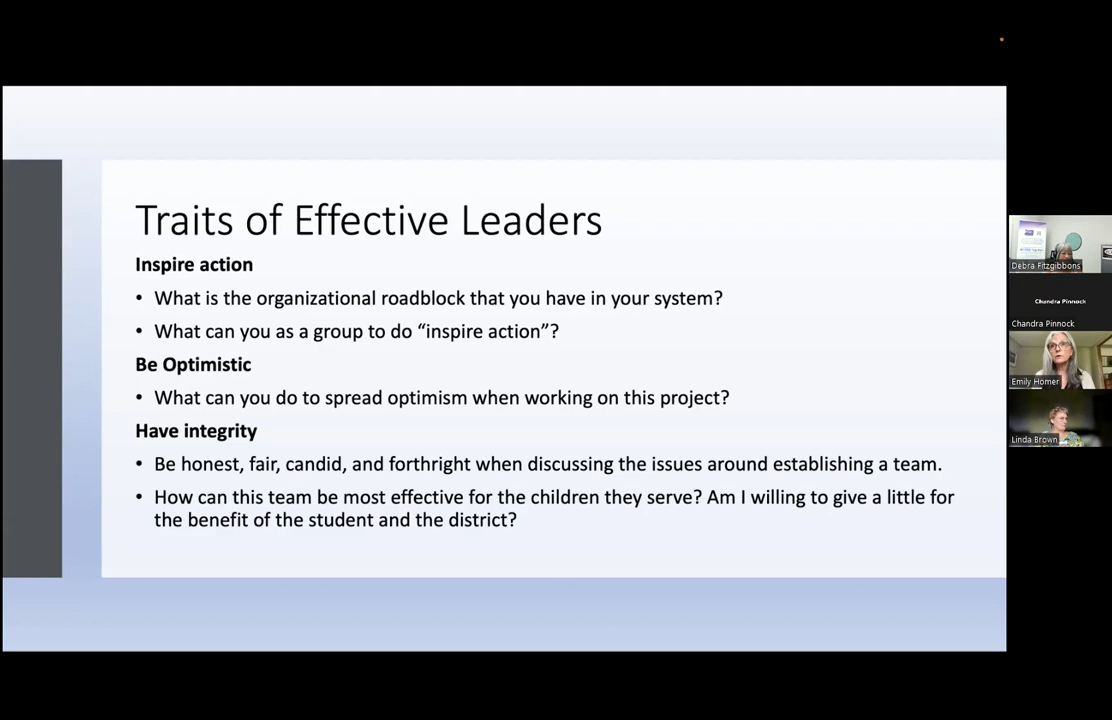 Traits of Effective Leaders
Inspire action
• What is the organizational roadblock that you have in your system?
• What can you as a group to do “inspire action”?
Be Optimistic
• What can you do to spread optimism when working on this project?
Have integrity
• Be honest, fair, candid, and forthright when discussing the issues around establishing a team.
• How can this team be most effective for the children they serve? Am I willing to give a little for
the benefit of the student and the district?
Debra Fitzgibbons
Chandra Pinnock
Chandra Pinnock
Emily Homer
Linda Brown